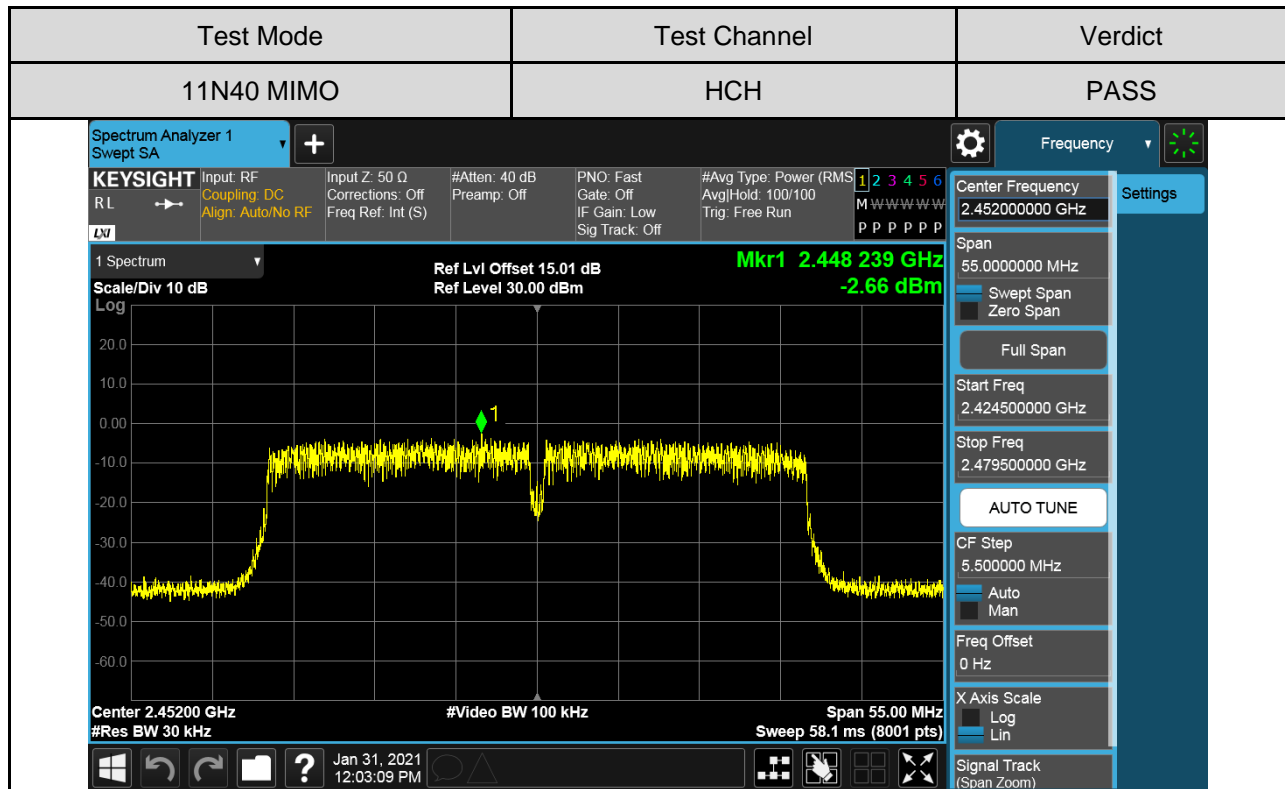 Test Mode Test Channel Verdict
11N40 MIMO HCH PASS
Spectrum Analyzer 1
Swept SA
+
Frequency
KEYSIGHT
RL
LXI
Input: RF
Coupling: DC
Align: Auto/No RF
Input Z: 50 Ω
Corrections: Off
Freq Ref: Int (S)
#Atten: 40 dB
Preamp: Off
PNO: Fast
Gate: Off
IF Gain: Low
Sig Track: Off
#Avg Type: Power (RMS
Avg|Hold: 100/100
Trig: Free Run
1 2 3 4 5 6
M W W W W W
P P P P P P
1 Spectrum
Scale/Div 10 dB
Ref Lvl Offset 15.01 dB
Ref Level 30.00 dBm
Mkr1 2.448 239 GHz
-2.66 dBm
Log
20.0
10.0
0.00
-10.0
-20.0
-30.0
-40.0
-50.0
-60.0
1
Center 2.45200 GHz
#Res BW 30 kHz
#Video BW 100 kHz
Span 55.00 MHz
Sweep 58.1 ms (8001 pts)
?
Jan 31, 2021
12:03:09 PM
Center Frequency
2.452000000 GHz
Settings
Span
55.0000000 MHz
Swept Span
Zero Span
Full Span
Start Freq
2.424500000 GHz
Stop Freq
2.479500000 GHz
AUTO TUNE
CF Step
5.500000 MHz
Auto
Man
Freq Offset
0 Hz
X Axis Scale
Log
Lin
Signal Track
(Span Zoom)